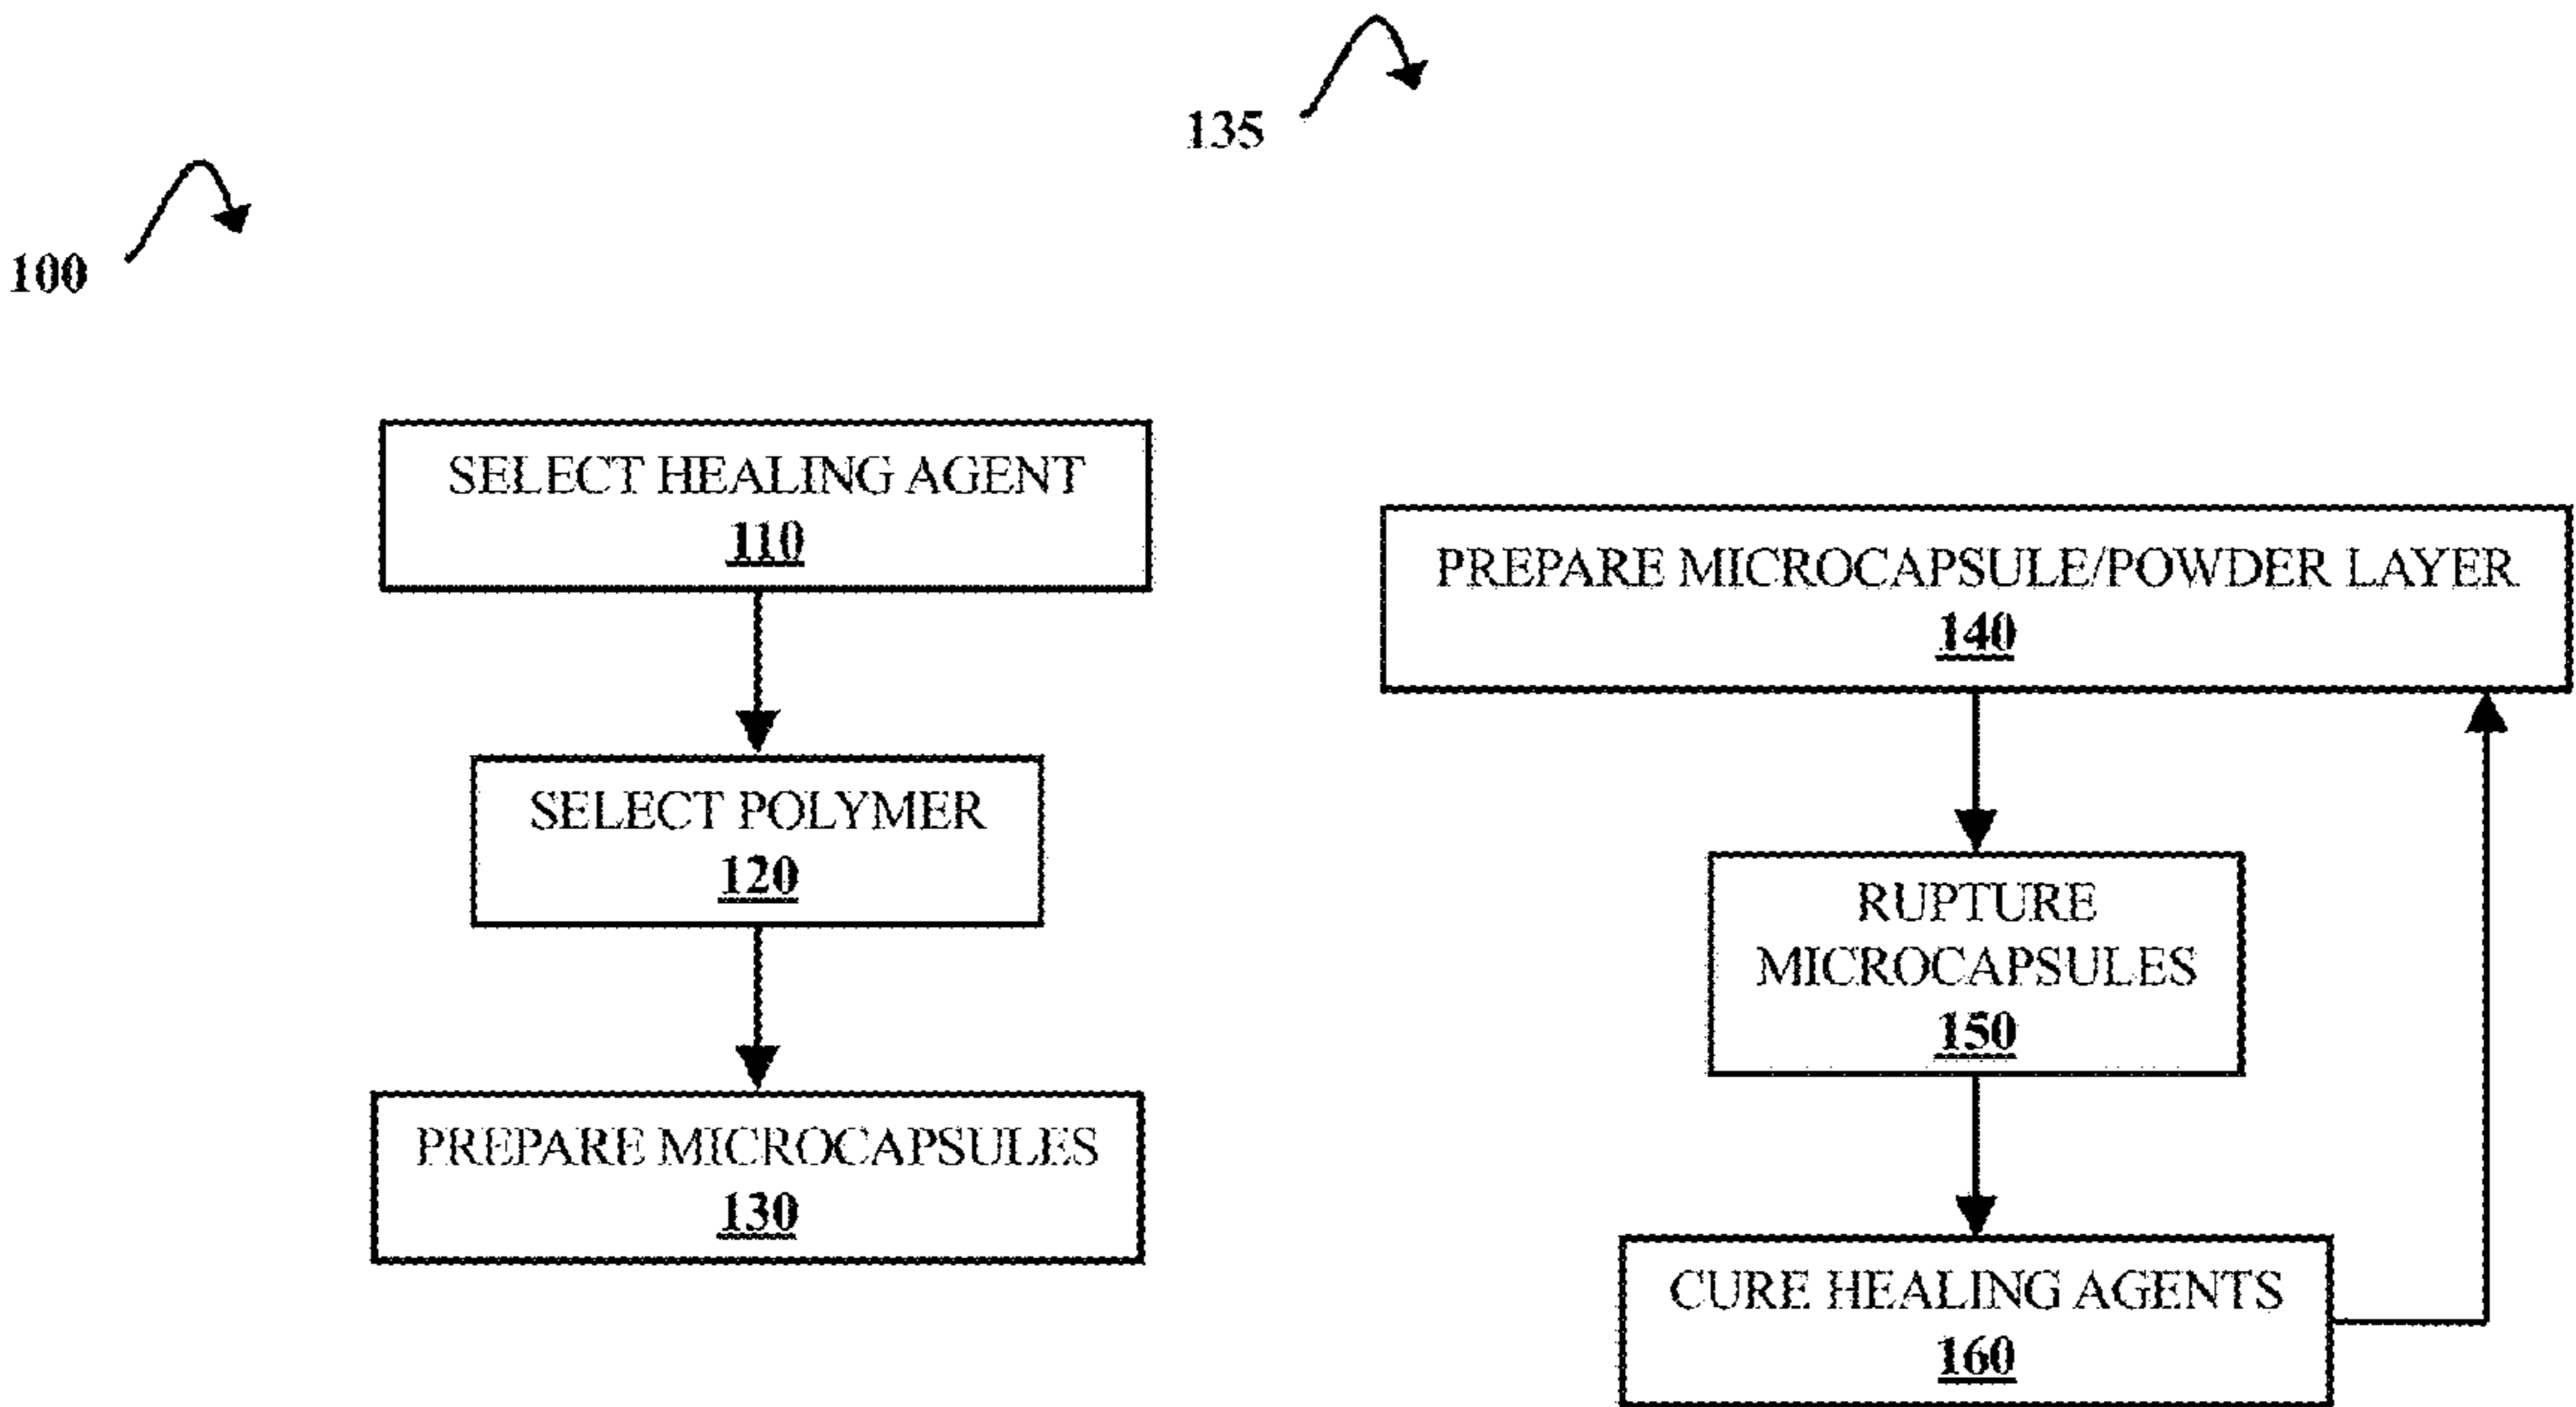 100
SELECT HEALING AGENT
110
SELECT POLYMER
120
PREPARE MICROCAPSULES
130
135
PREPARE MICROCAPSULE/POWDER LAYER
140
RUPTURE
MICROCAPSULES
150
CURE HEALING AGENTS
160